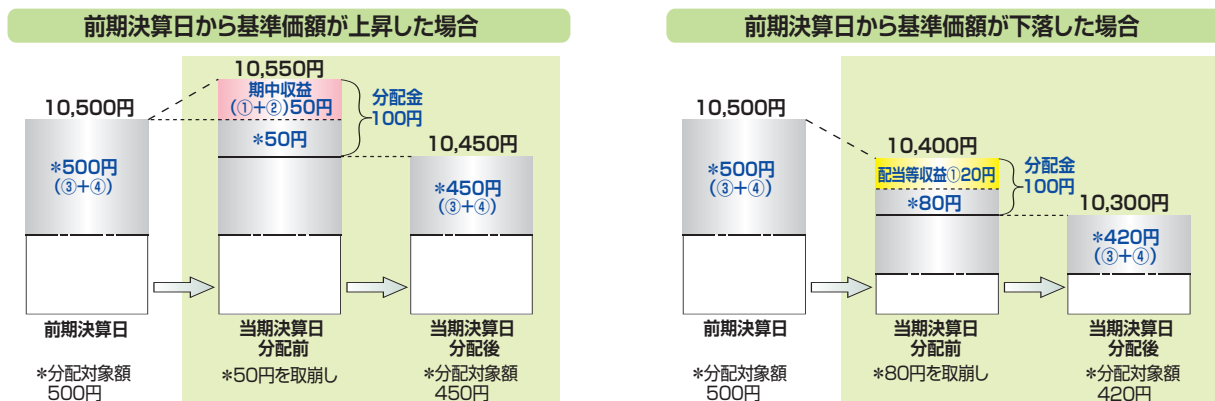 前期決算日から基準価額が上昇した場合
10,500円
*500円
(③+④)
前期決算日
*分配対象額
500円
10,550円
期中収益
(①+②)50円
*50円
分配金
100円
当期決算日
分配前
*50円を取崩し
10,450円
*450円
(③+④)
当期決算日
分配後
*分配対象額
450円
前期決算日から基準価額が下落した場合
10,500円
*500円
(③+④)
前期決算日
*分配対象額
500円
10,400円
配当等収益①20円
*80円
分配金
100円
当期決算日
分配前
*80円を取崩し
10,300円
*420円
(③+④)
当期決算日
分配後
*分配対象額
420円